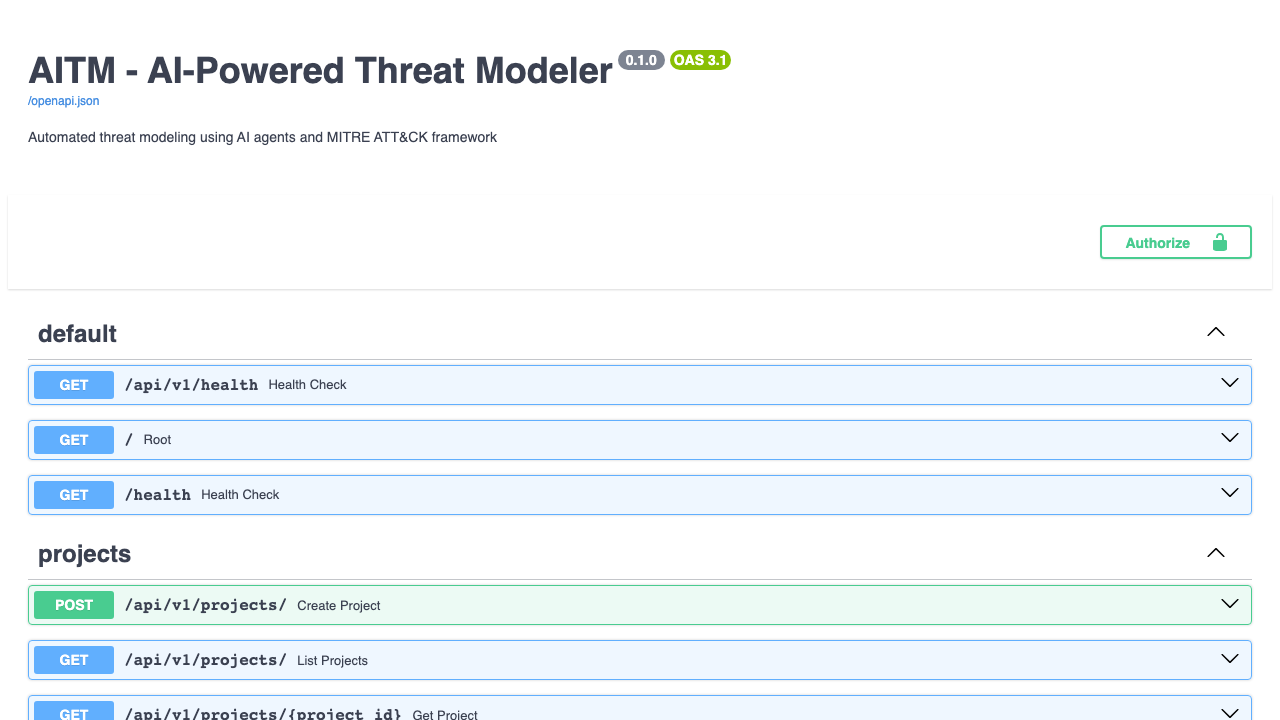 AITM - AI-Powered Threat Modeler 0.1.0 OAS 3.1
/openapi.json
Automated threat modeling using AI agents and MITRE ATT&CK framework
Authorize
default
GET /api/v1/health Health Check
GET / Root
GET /health Health Check
projects
POST /api/v1/projects/ Create Project
GET /api/v1/projects/ List Projects
GET /api/v1/projects/{project_id} Get Project